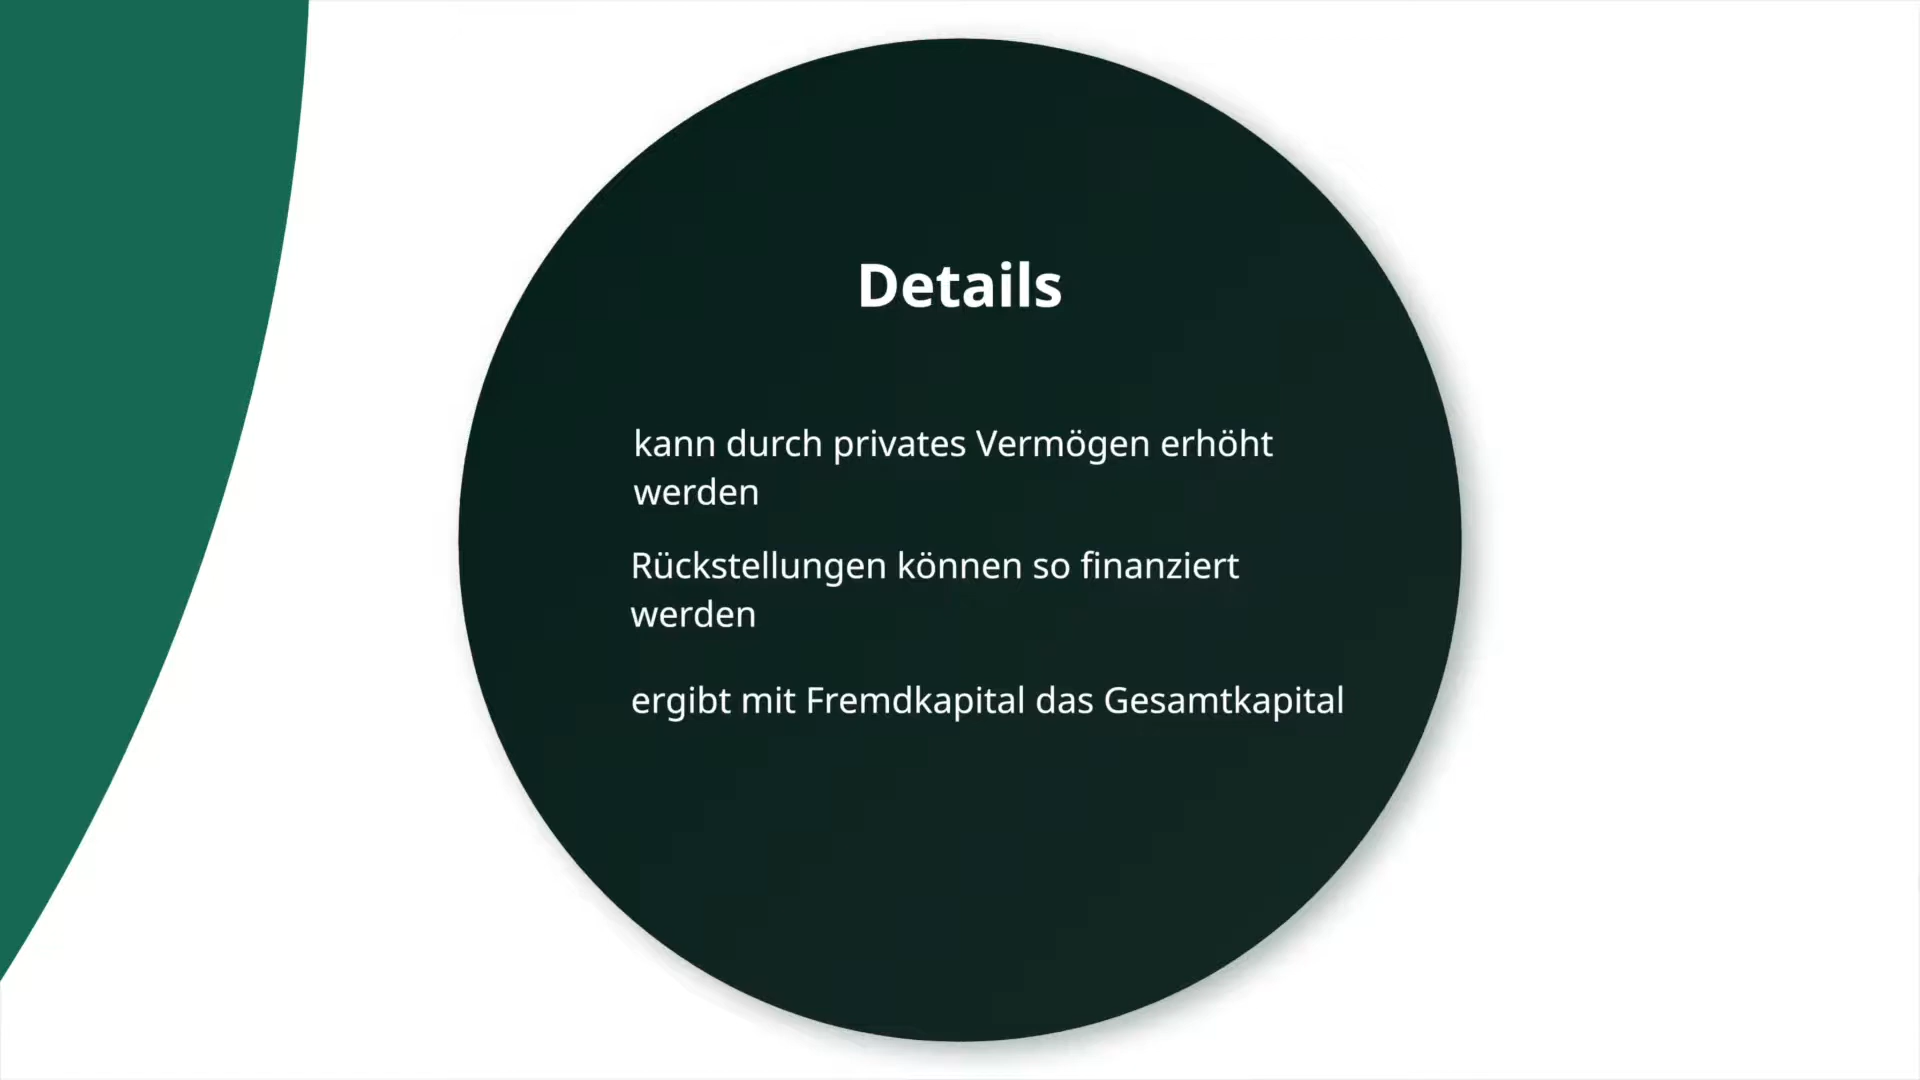 Details
kann durch privates Vermögen erhöht
werden
Rückstellungen können so finanziert
werden
ergibt mit Fremdkapital das Gesamtkapital